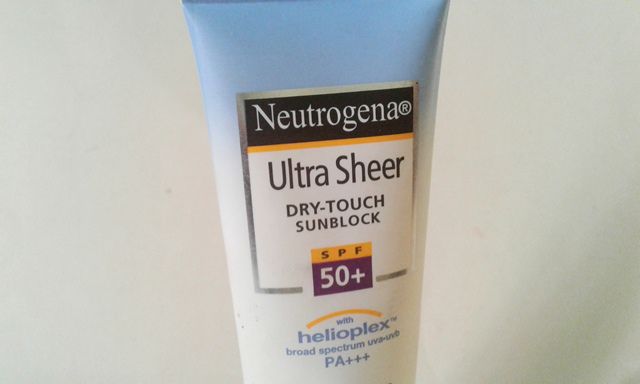 Neutrogena®
Ultra Sheer
DRY-TOUCH
SUNBLOCK
SPF
50+
with
helioplex™
broad spectrum uva•uvb
PA+++